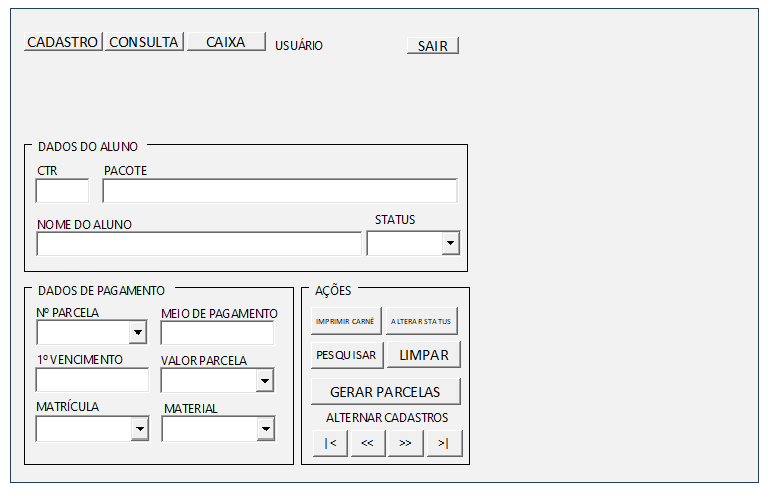 CADASTRO CONSULTA CAIXA USUÁRIO SAIR
DADOS DO ALUNO
CTR PACOTE
NOME DO ALUNO STATUS
DADOS DE PAGAMENTO AÇÕES
Nº PARCELA MEIO DE PAGAMENTO
IMPRIMIR CARNÊ ALTERAR STATUS
1º VENCIMENTO VALOR PARCELA
PESQUISAR LIMPAR
GERAR PARCELAS
MATRÍCULA MATERIAL
ALTERNAR CADASTROS
|< << >> >|